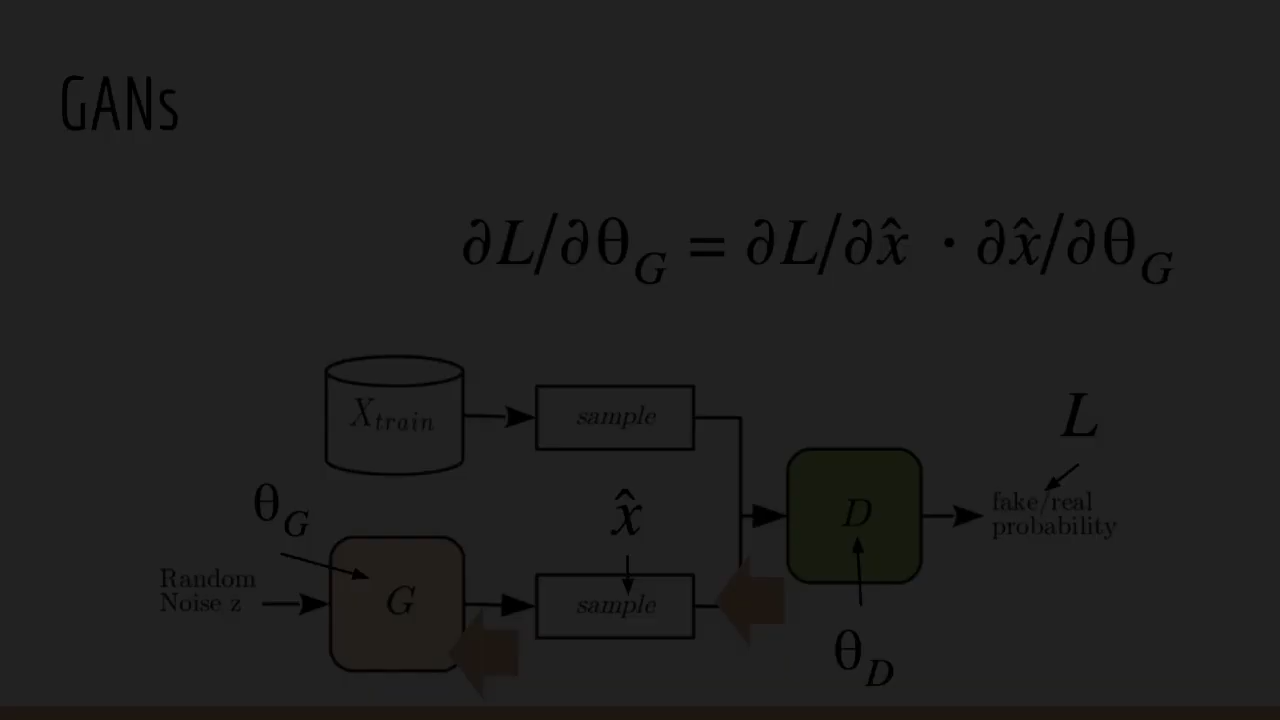 GANs
∂L/∂θ_G = ∂L/∂x̂ · ∂x̂/∂θ_G
X_train
sample
L
fake/real
probability
D
θ_G
x̂
Random
Noise z
G
sample
θ_D